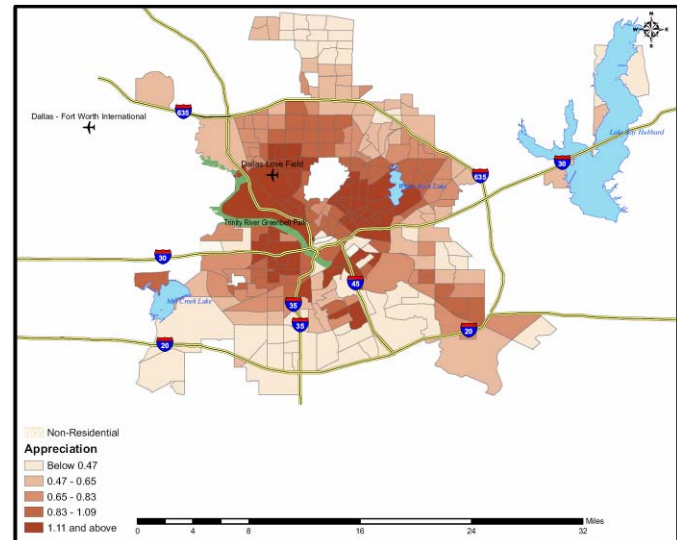 N
W
E
S
635
Dallas - Fort Worth International
Lake Ray Hubbard
30
Dallas Love Field
White Rock Lake
635
Trinity River Greenbelt Park
30
45
Mtn Creek Lake
35
35
20
20
Non-Residential
Appreciation
Below 0.47
0.47 - 0.65
0.65 - 0.83
0.83 - 1.09
1.11 and above
Miles
0 4 8 16 24 32